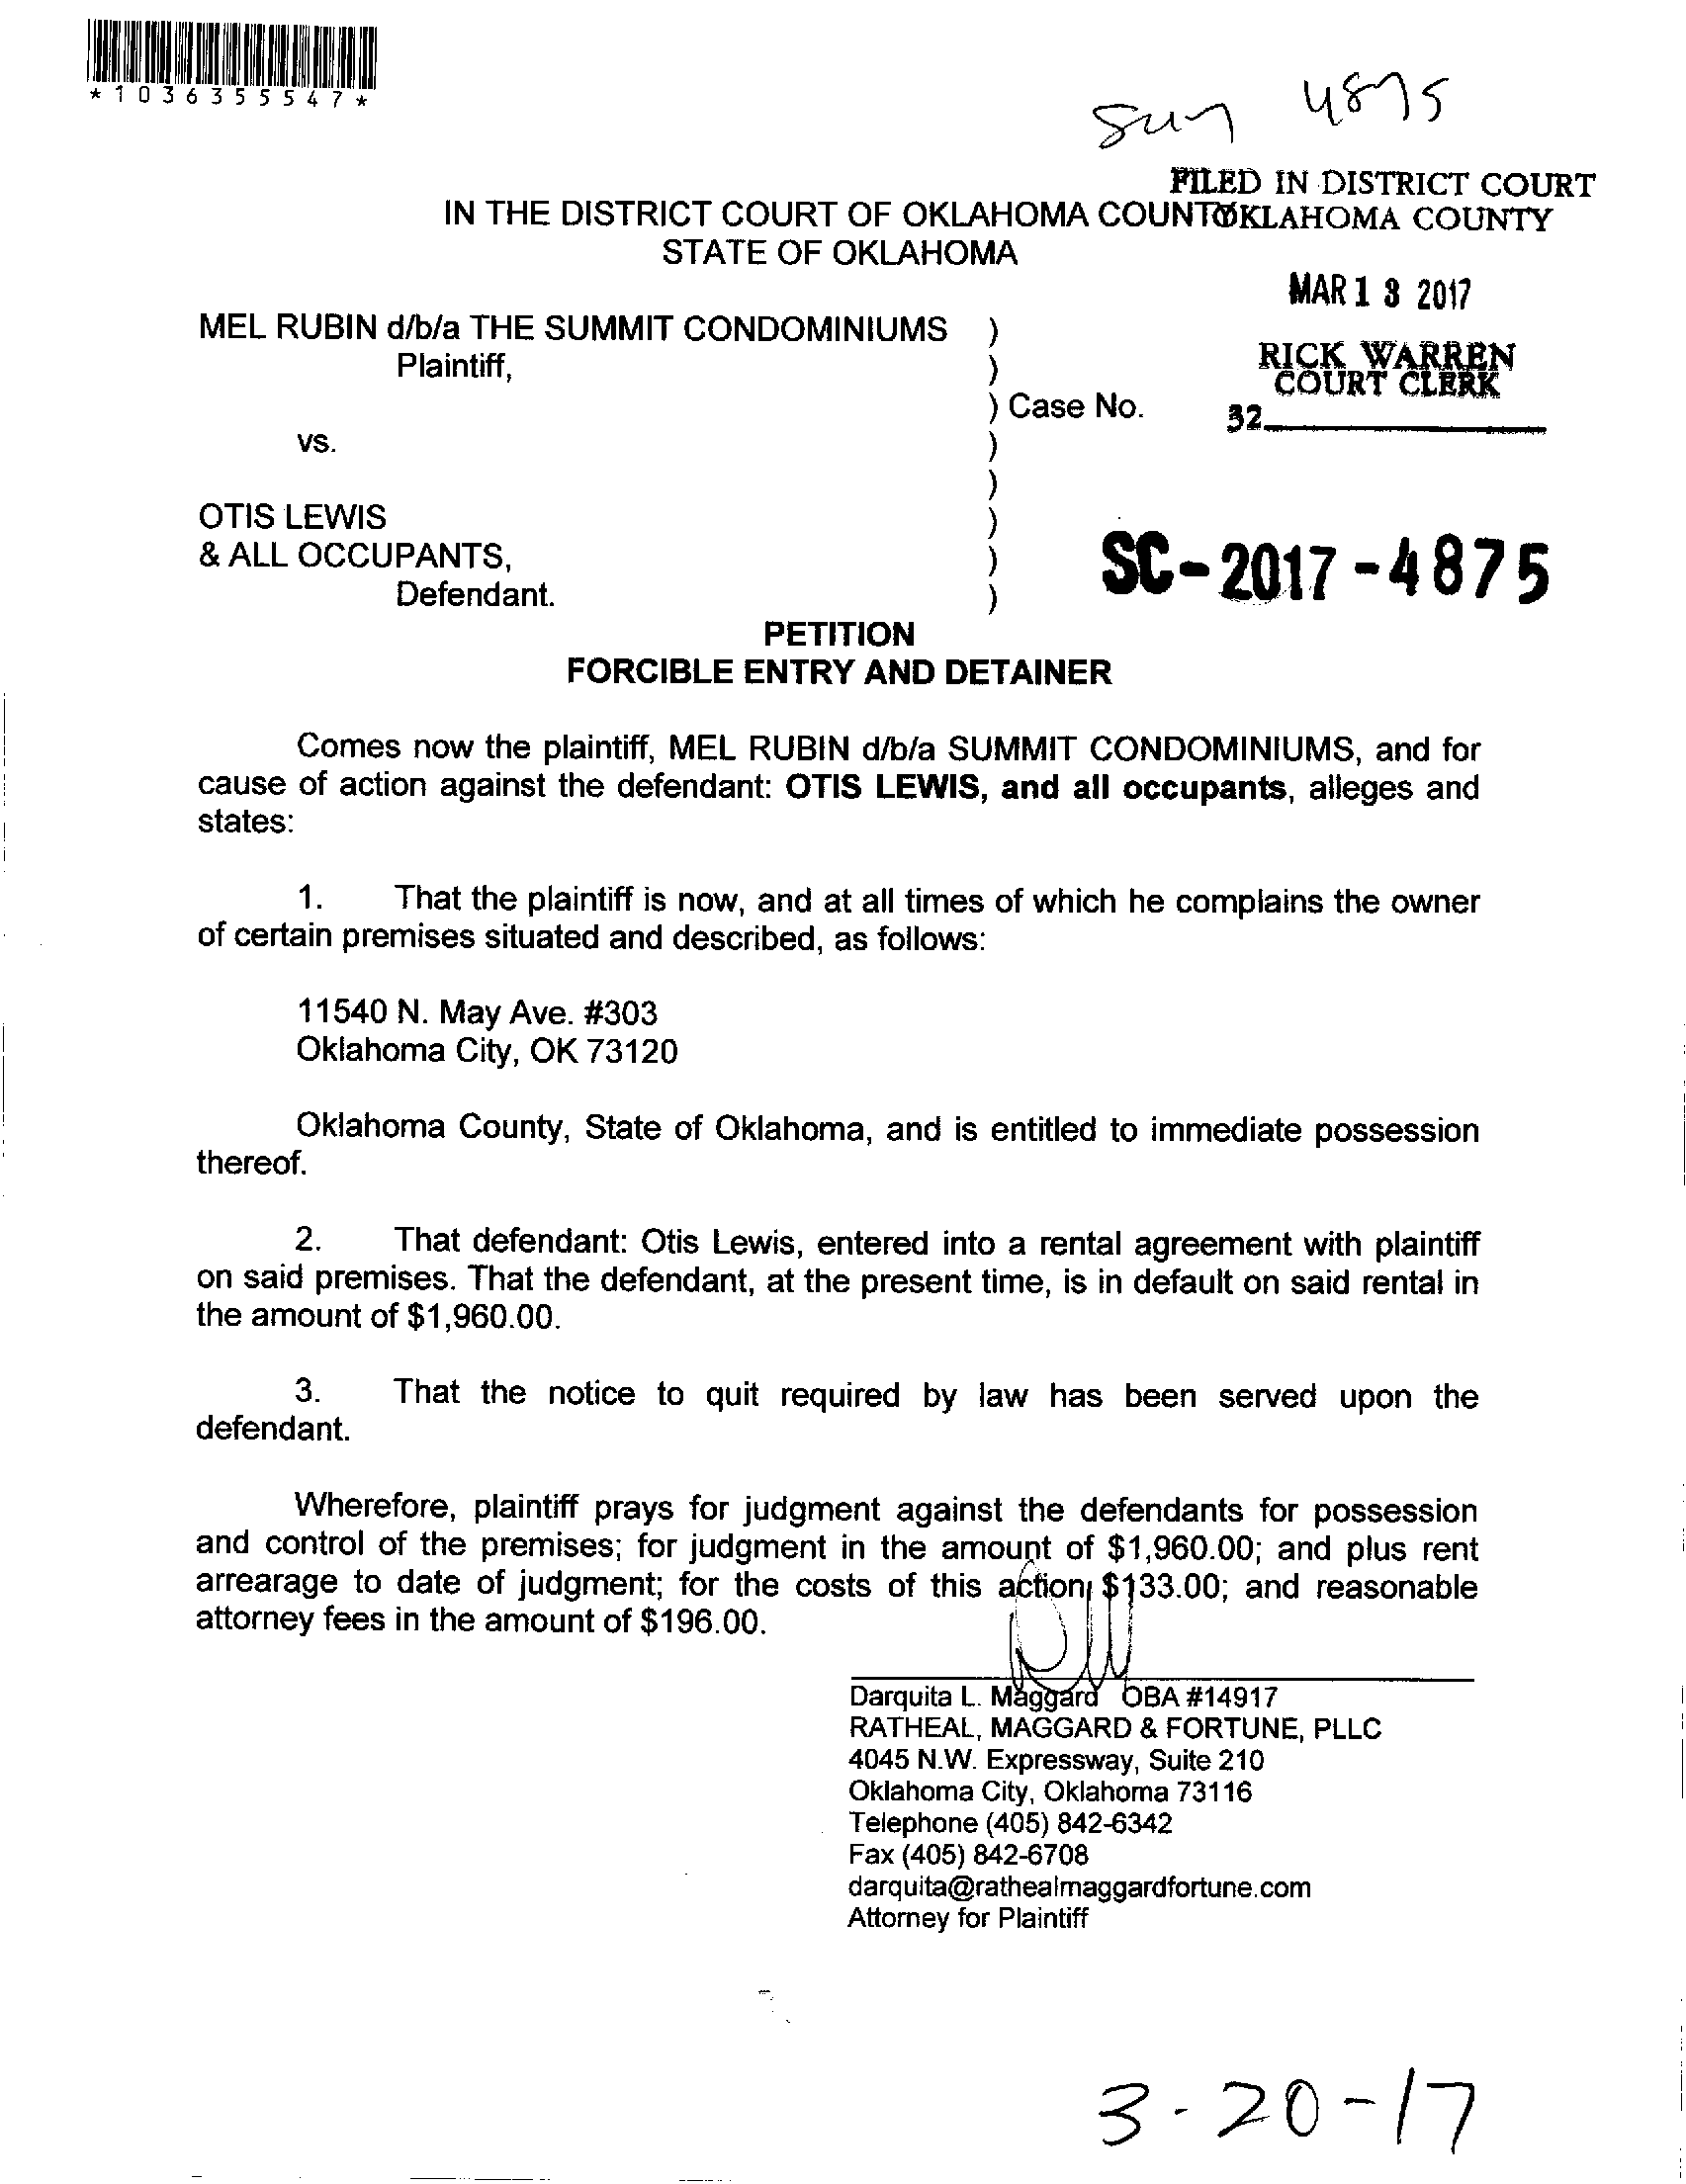 *1036355547*
4875
FILED IN DISTRICT COURT
IN THE DISTRICT COURT OF OKLAHOMA COUNTY
OKLAHOMA COUNTY
STATE OF OKLAHOMA
MAR 13 2017
MEL RUBIN d/b/a THE SUMMIT CONDOMINIUMS )
RICK WARREN
Plaintiff, )
COURT CLERK
) Case No.
32
vs. )
)
OTIS LEWIS )
& ALL OCCUPANTS, )
SC-2017-4875
Defendant. )
PETITION
FORCIBLE ENTRY AND DETAINER
Comes now the plaintiff, MEL RUBIN d/b/a SUMMIT CONDOMINIUMS, and for
cause of action against the defendant: OTIS LEWIS, and all occupants, alleges and
states:
1. That the plaintiff is now, and at all times of which he complains the owner
of certain premises situated and described, as follows:
11540 N. May Ave. #303
Oklahoma City, OK 73120
Oklahoma County, State of Oklahoma, and is entitled to immediate possession
thereof.
2. That defendant: Otis Lewis, entered into a rental agreement with plaintiff
on said premises. That the defendant, at the present time, is in default on said rental in
the amount of $1,960.00.
3. That the notice to quit required by law has been served upon the
defendant.
Wherefore, plaintiff prays for judgment against the defendants for possession
and control of the premises; for judgment in the amount of $1,960.00; and plus rent
arrearage to date of judgment; for the costs of this action, $133.00; and reasonable
attorney fees in the amount of $196.00.
Darquita L. Maggard OBA #14917
RATHEAL, MAGGARD & FORTUNE, PLLC
4045 N.W. Expressway, Suite 210
Oklahoma City, Oklahoma 73116
Telephone (405) 842-6342
Fax (405) 842-6708
darquita@rathealmaggardfortune.com
Attorney for Plaintiff
3-20-17